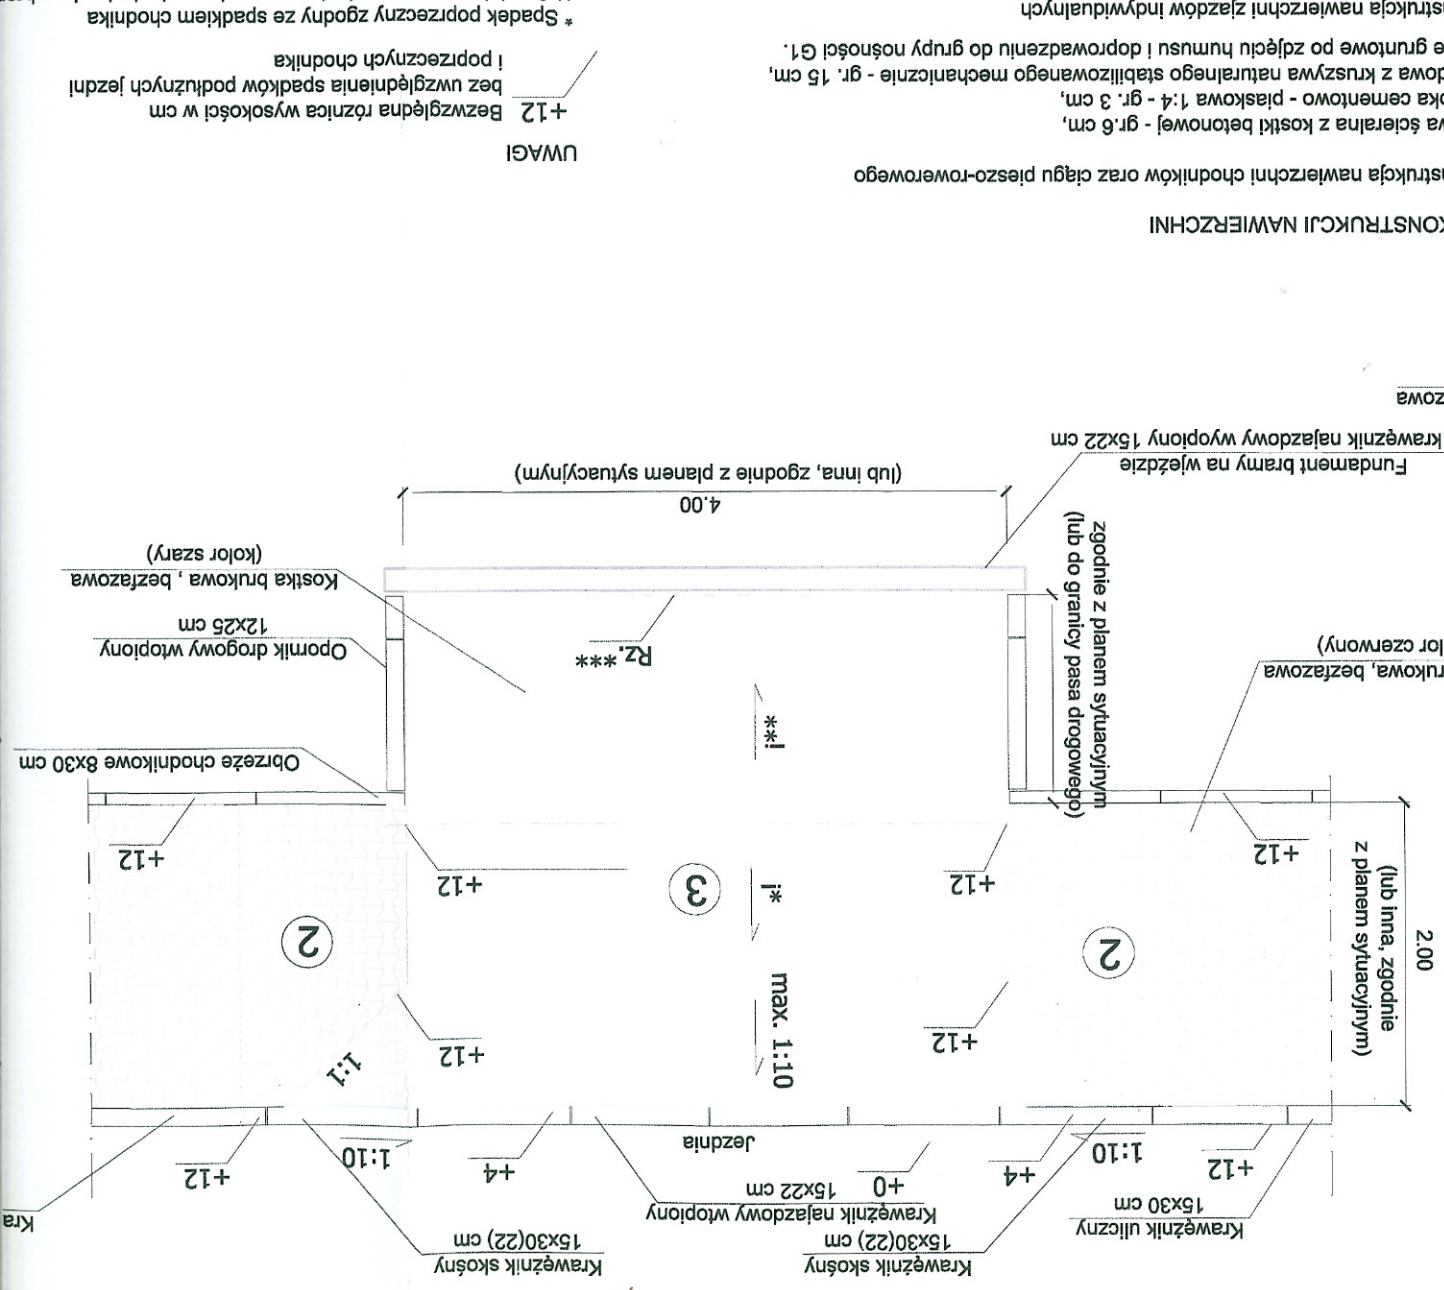 Krawężnik skośny
15x30(22) cm
Krawężnik skośny
15x30(22) cm
Krawężnik uliczny
15x30 cm
Krawężnik najazdowy wtopiony
15x22 cm
Kra
+12
1:10
+4
+0
+4
1:10
+12
Jezdnia
2.00
(lub inna, zgodnie
z planem sytuacyjnym)
max. 1:10
1:1
+12
+12
2
3
2
i*
+12
+12
+12
+12
i**
zgodnie z planem sytuacyjnym
(lub do granicy pasa drogowego)
rukowa, bezfazowa
lor czerwony)
Obrzeże chodnikowe 8x30 cm
Rz.***
Opornik drogowy wtopiony
12x25 cm
Kostka brukowa , bezfazowa
(kolor szary)
4.00
(lub inna, zgodnie z planem sytuacyjnym)
Fundament bramy na wjeździe
krawężnik najazdowy wyopiony 15x22 cm
zowa
KONSTRUKCJI NAWIERZCHNI
nstrukcja nawierzchni chodników oraz ciągu pieszo-rowerowego
wa ścieralna z kostki betonowej - gr.6 cm,
pka cementowo - piaskowa 1:4 - gr. 3 cm,
dowa z kruszywa naturalnego stabilizowanego mechanicznie - gr. 15 cm,
e gruntowe po zdjęciu humusu i doprowadzeniu do grupy nośności G1.
nstrukcja nawierzchni zjazdów indywidualnych
UWAGI
+12 Bezwzględna różnica wysokości w cm
bez uwzględnienia spadków podłużnych jezdni
i poprzecznych chodnika
* Spadek poprzeczny zgodny ze spadkiem chodnika